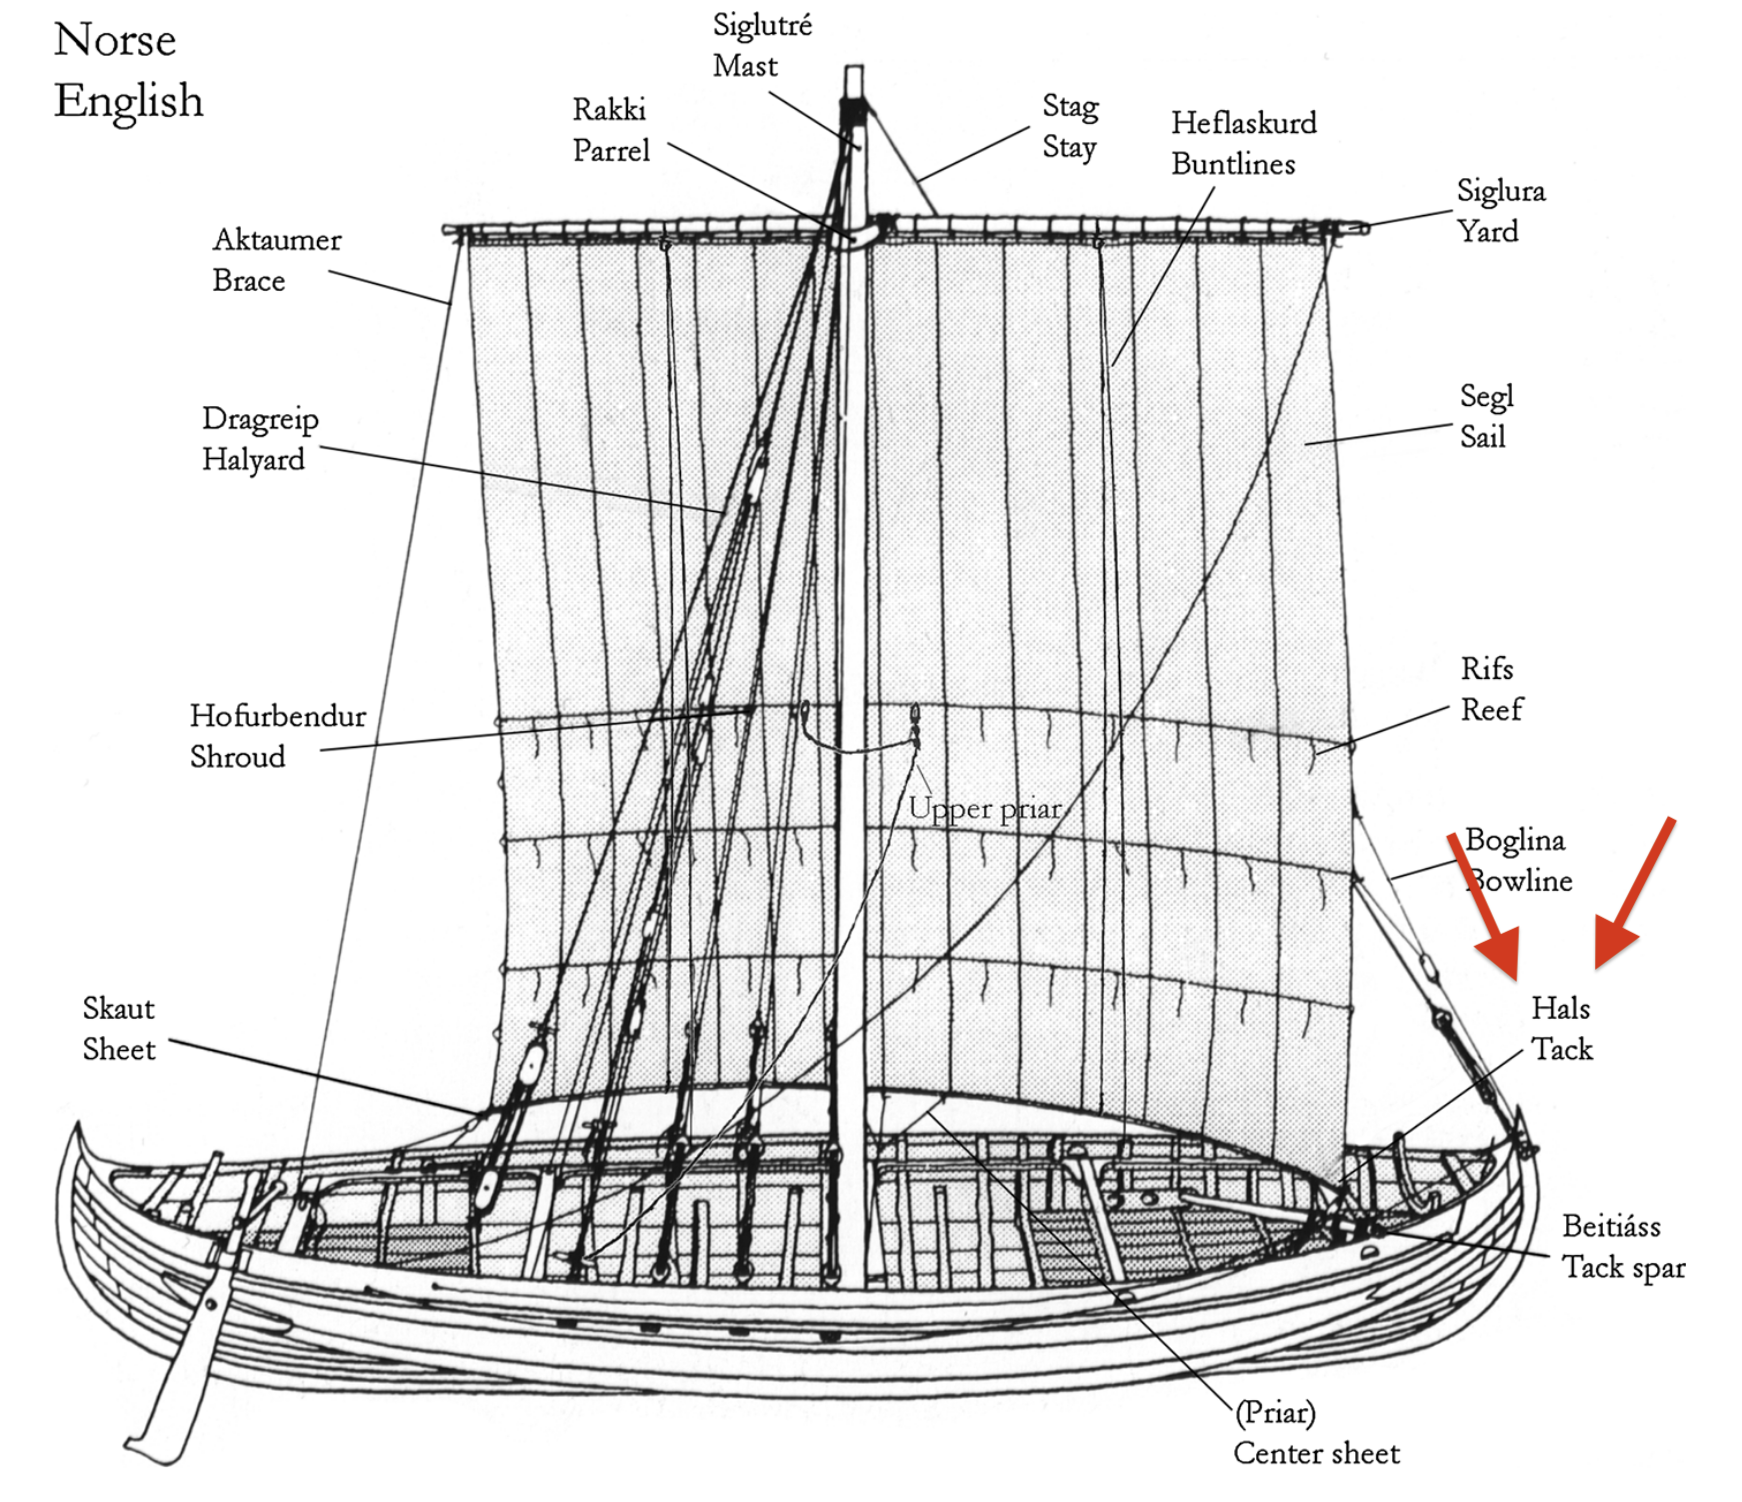 Norse
English
Siglutré
Mast
Rakki
Parrel
Stag
Stay
Heflaskurd
Buntlines
Siglura
Yard
Aktaumer
Brace
Segl
Sail
Dragreip
Halyard
Rifs
Reef
Hofurbendur
Shroud
Upper priar
Boglina
Bowline
Skaut
Sheet
Hals
Tack
Beitiáss
Tack spar
(Priar)
Center sheet